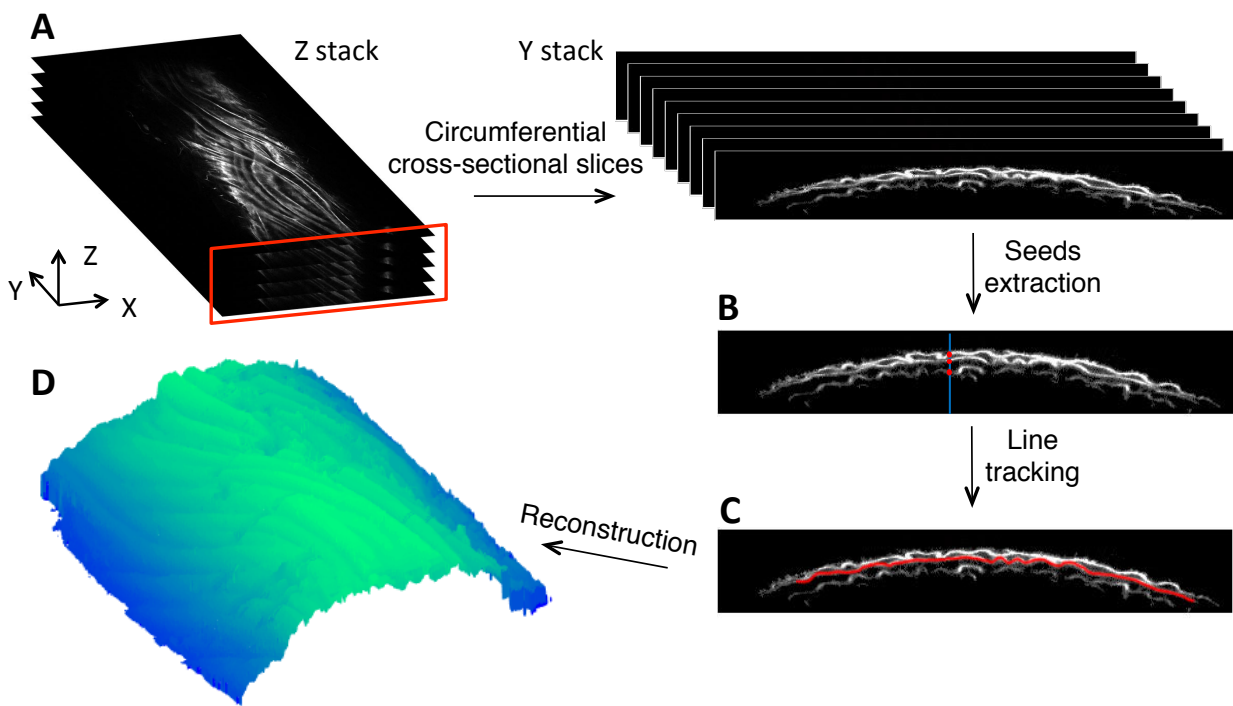 A
Z stack
Y stack
Circumferential
cross-sectional slices
Z
Y
X
Seeds
extraction
B
D
Line
tracking
C
Reconstruction